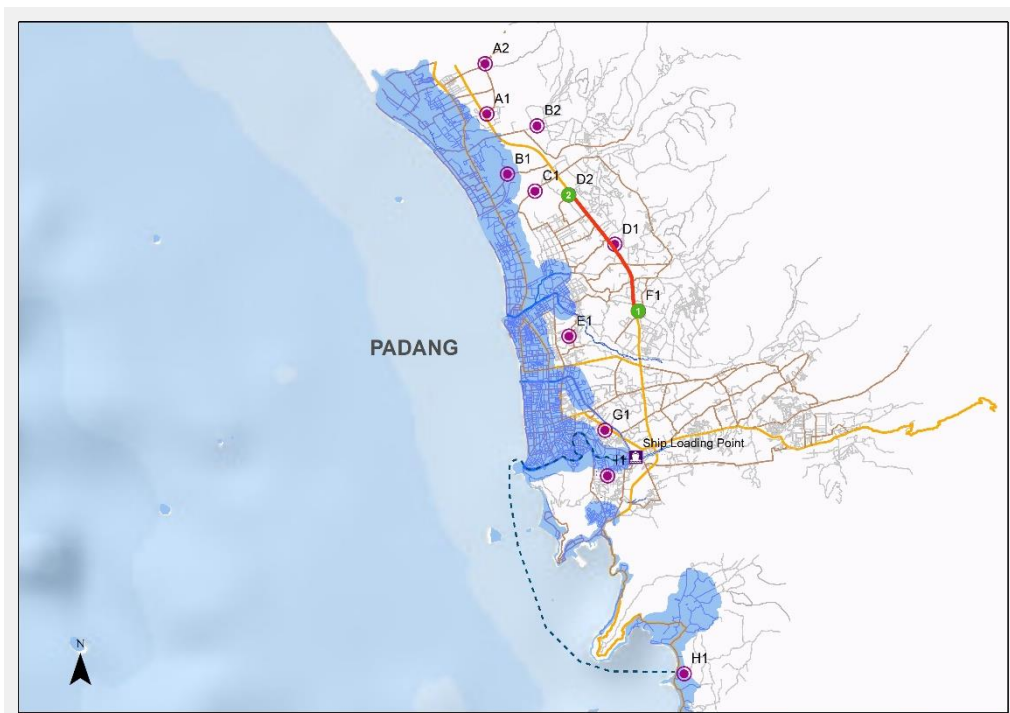 A2
A1
B2
B1
C1
D2
2
D1
F1
1
E1
PADANG
G1
Ship Loading Point
I1
N
H1